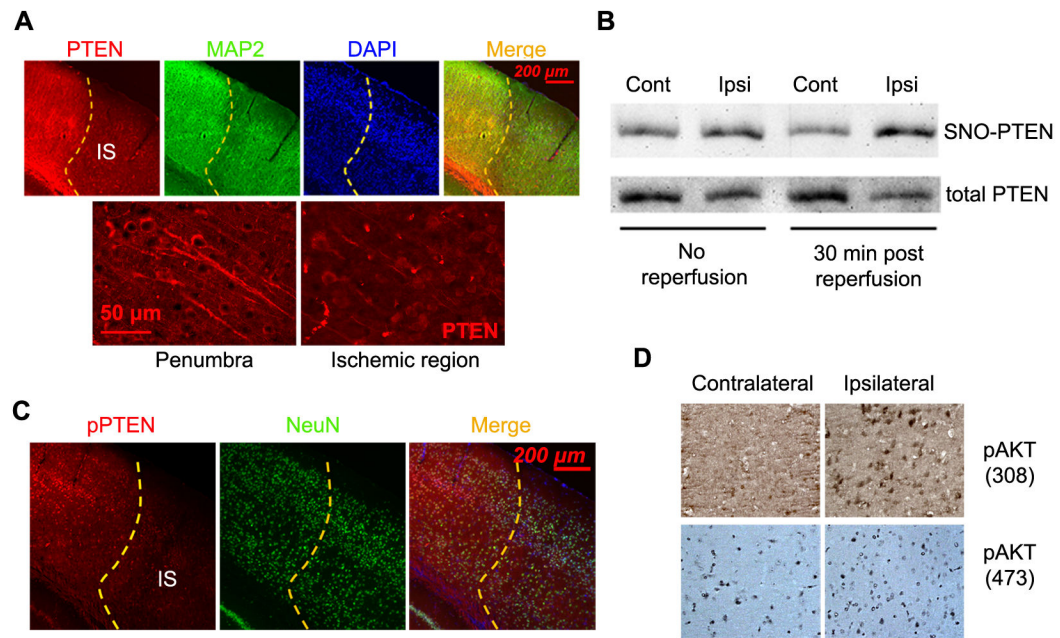 A
PTEN MAP2 DAPI Merge
200 µm
IS
50 µm
PTEN
Penumbra Ischemic region
B
Cont Ipsi Cont Ipsi
SNO-PTEN
total PTEN
No reperfusion
30 min post reperfusion
C
pPTEN NeuN Merge
200 µm
IS
D
Contralateral Ipsilateral
pAKT
(308)
pAKT
(473)